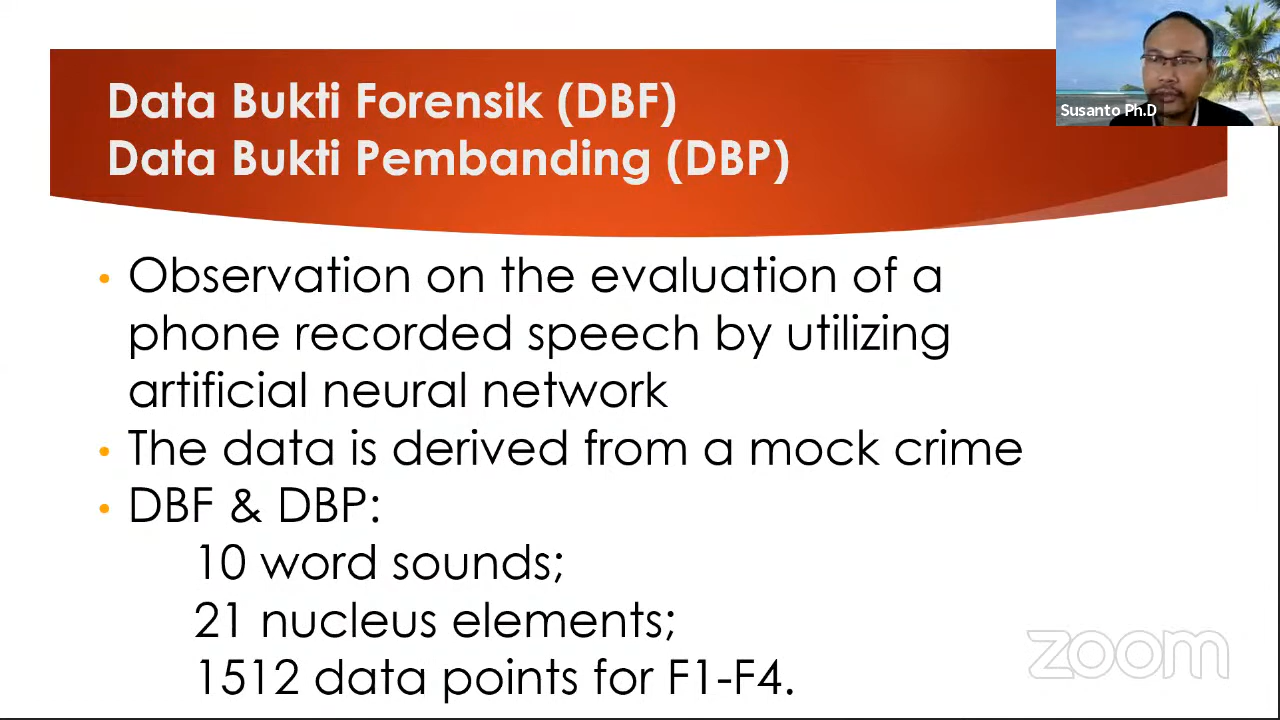 Data Bukti Forensik (DBF)
Data Bukti Pembanding (DBP)
Susanto Ph.D
• Observation on the evaluation of a
phone recorded speech by utilizing
artificial neural network
• The data is derived from a mock crime
• DBF & DBP:
10 word sounds;
21 nucleus elements;
1512 data points for F1-F4.
zoom